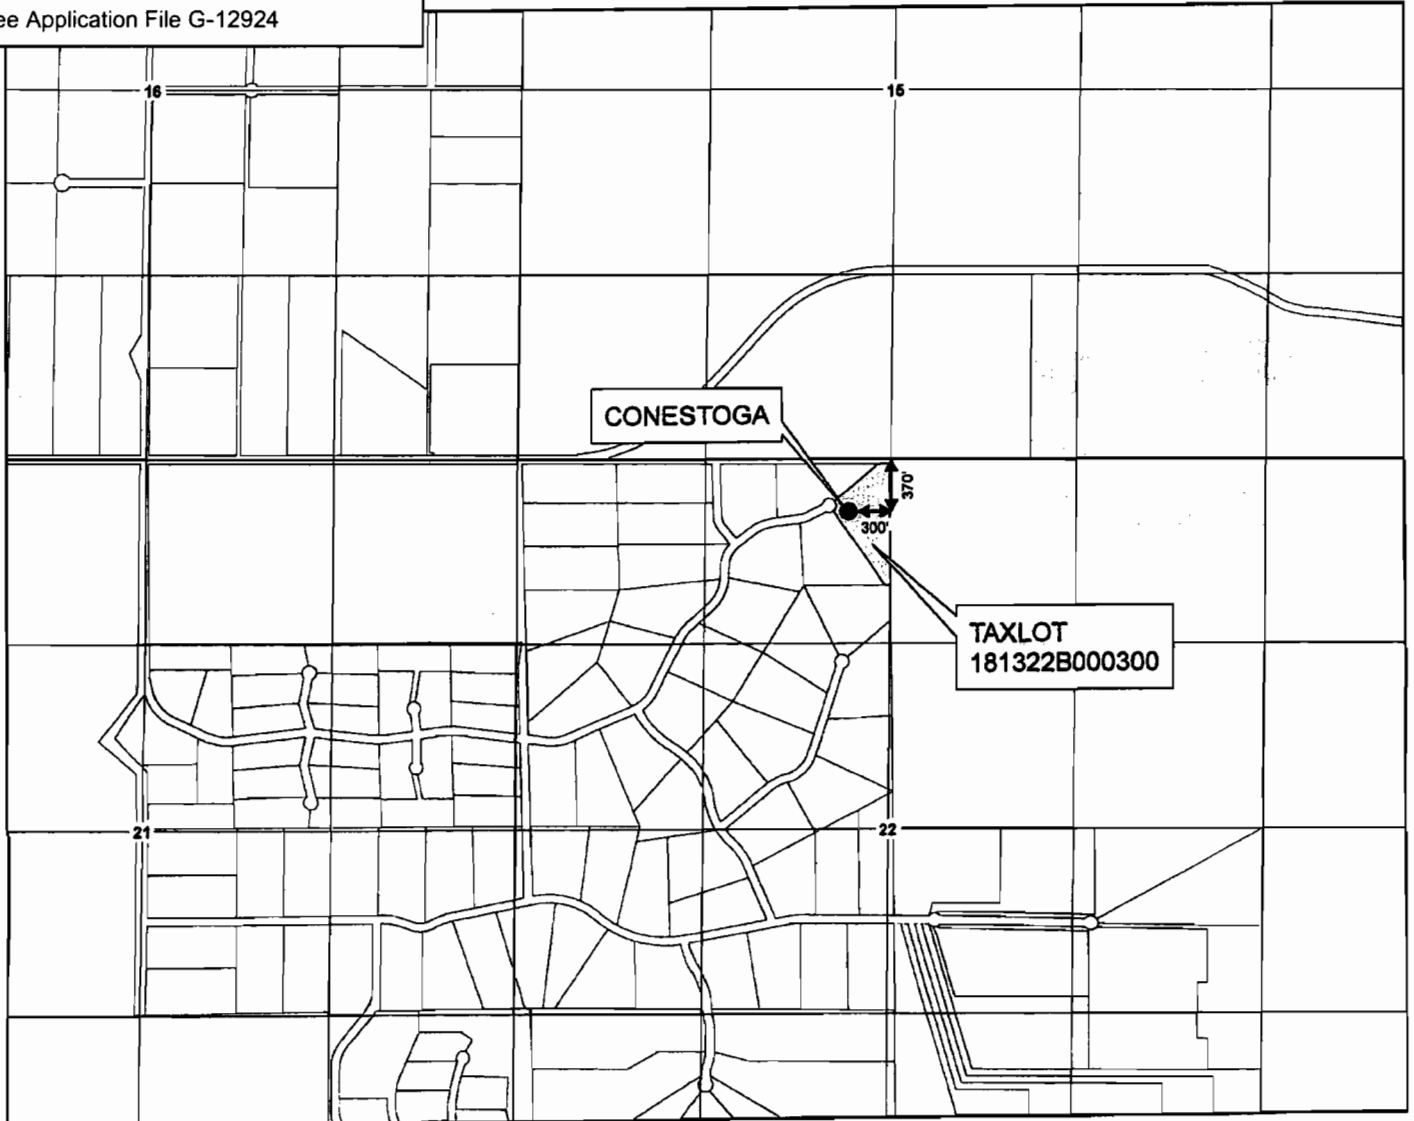 ee Application File G-12924
16
15
CONESTOGA
370'
300'
TAXLOT
181322B000300
21
22